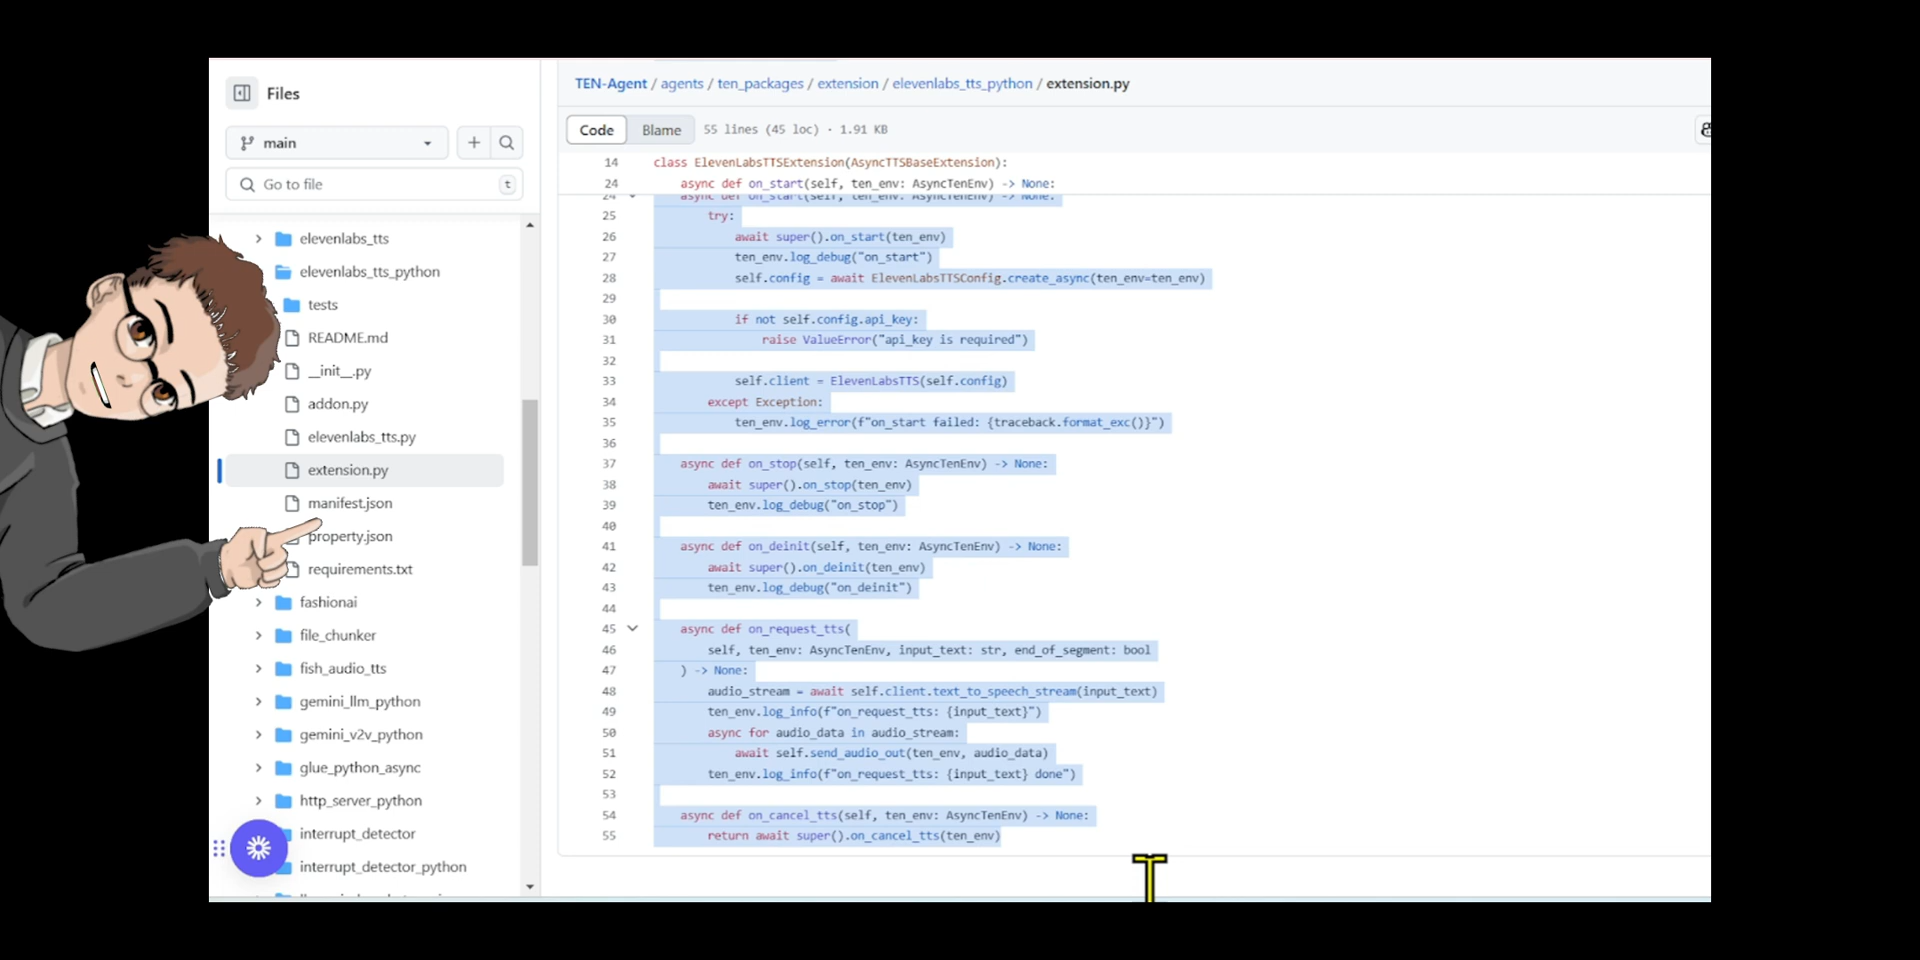 Files
main
Go to file
t
elevenlabs_tts
elevenlabs_tts_python
tests
README.md
__init__.py
addon.py
elevenlabs_tts.py
extension.py
manifest.json
property.json
requirements.txt
fashionai
file_chunker
fish_audio_tts
gemini_llm_python
gemini_v2v_python
glue_python_async
http_server_python
interrupt_detector
interrupt_detector_python
TEN-Agent / agents / ten_packages / extension / elevenlabs_tts_python / extension.py
Code Blame 55 lines (45 loc) · 1.91 KB
14 class ElevenLabsTTSExtension(AsyncTTSBaseExtension):
24 async def on_start(self, ten_env: AsyncTenEnv) -> None:
24 async def on_start(self, ten_env: AsyncTenEnv) -> None:
25 try:
26 await super().on_start(ten_env)
27 ten_env.log_debug("on_start")
28 self.config = await ElevenLabsTTSConfig.create_async(ten_env=ten_env)
29
30 if not self.config.api_key:
31 raise ValueError("api_key is required")
32
33 self.client = ElevenLabsTTS(self.config)
34 except Exception:
35 ten_env.log_error(f"on_start failed: {traceback.format_exc()}")
36
37 async def on_stop(self, ten_env: AsyncTenEnv) -> None:
38 await super().on_stop(ten_env)
39 ten_env.log_debug("on_stop")
40
41 async def on_deinit(self, ten_env: AsyncTenEnv) -> None:
42 await super().on_deinit(ten_env)
43 ten_env.log_debug("on_deinit")
44
45 async def on_request_tts(
46 self, ten_env: AsyncTenEnv, input_text: str, end_of_segment: bool
47 ) -> None:
48 audio_stream = await self.client.text_to_speech_stream(input_text)
49 ten_env.log_info(f"on_request_tts: {input_text}")
50 async for audio_data in audio_stream:
51 await self.send_audio_out(ten_env, audio_data)
52 ten_env.log_info(f"on_request_tts: {input_text} done")
53
54 async def on_cancel_tts(self, ten_env: AsyncTenEnv) -> None:
55 return await super().on_cancel_tts(ten_env)